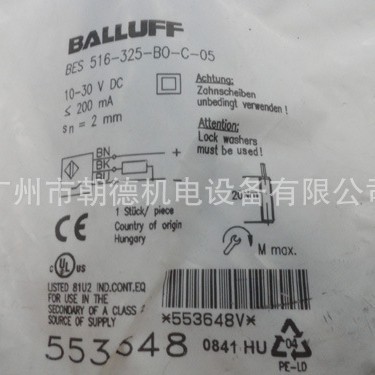 BALLUFF
BES 516-325-BO-C-05
10-30 V DC
≤ 200 mA
sn = 2 mm
Achtung:
Zahnscheiben
unbedingt verwenden!
Attention:
Lock washers
must be used!
BN
BK
BU
+
−
广州市朝德机电设备有限公司
1 Stück/ piece
Country of origin
Hungary
CE
M max.
UL US
LISTED 81U2 IND.CONT.EQ
FOR USE IN THE
SECONDARY OF A CLASS
SOURCE OF SUPPLY
*553648V*
553648
0841 HU
04
PE-LD